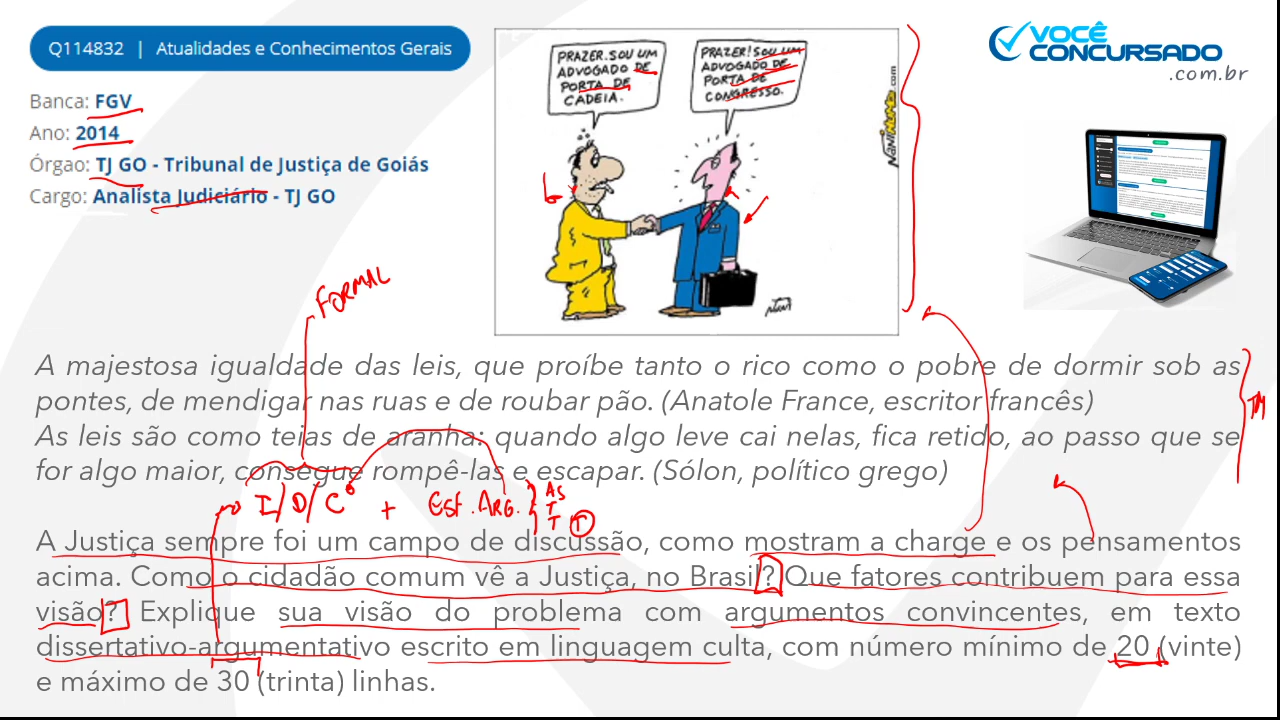 Q114832 | Atualidades e Conhecimentos Gerais
Banca: FGV
Ano: 2014
Órgao: TJ GO - Tribunal de Justiça de Goiás
Cargo: Analista Judiciário - TJ GO
PRAZER. SOU UM
ADVOGADO DE
PORTA DE
CADEIA.
PRAZER! SOU UM
ADVOGADO DE
PORTA DE
CONGRESSO.
VOCÊ
CONCURSADO
.com.br
FORMAL
A majestosa igualdade das leis, que proíbe tanto o rico como o pobre de dormir sob as
pontes, de mendigar nas ruas e de roubar pão. (Anatole France, escritor francês)
As leis são como teias de aranha: quando algo leve cai nelas, fica retido, ao passo que se
for algo maior, consegue rompê-las e escapar. (Sólon, político grego)
I/D/C + EST. ARG.
AS
T
T T
A Justiça sempre foi um campo de discussão, como mostram a charge e os pensamentos
acima. Como o cidadão comum vê a Justiça, no Brasil? Que fatores contribuem para essa
visão? Explique sua visão do problema com argumentos convincentes, em texto
dissertativo-argumentativo escrito em linguagem culta, com número mínimo de 20 (vinte)
e máximo de 30 (trinta) linhas.